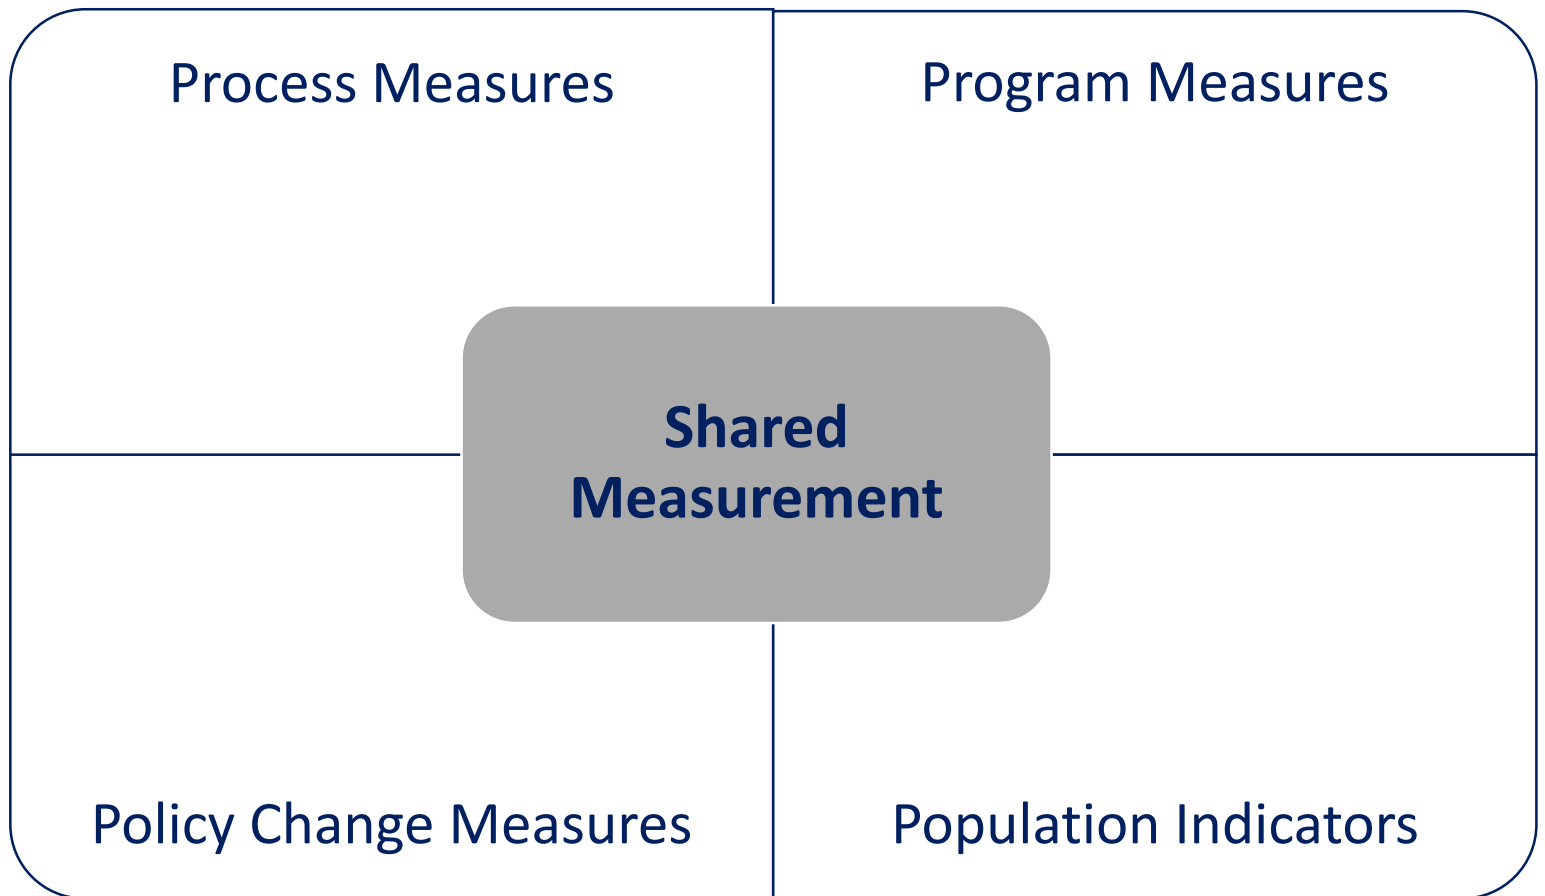 Process Measures
Program Measures
Shared
Measurement
Policy Change Measures
Population Indicators